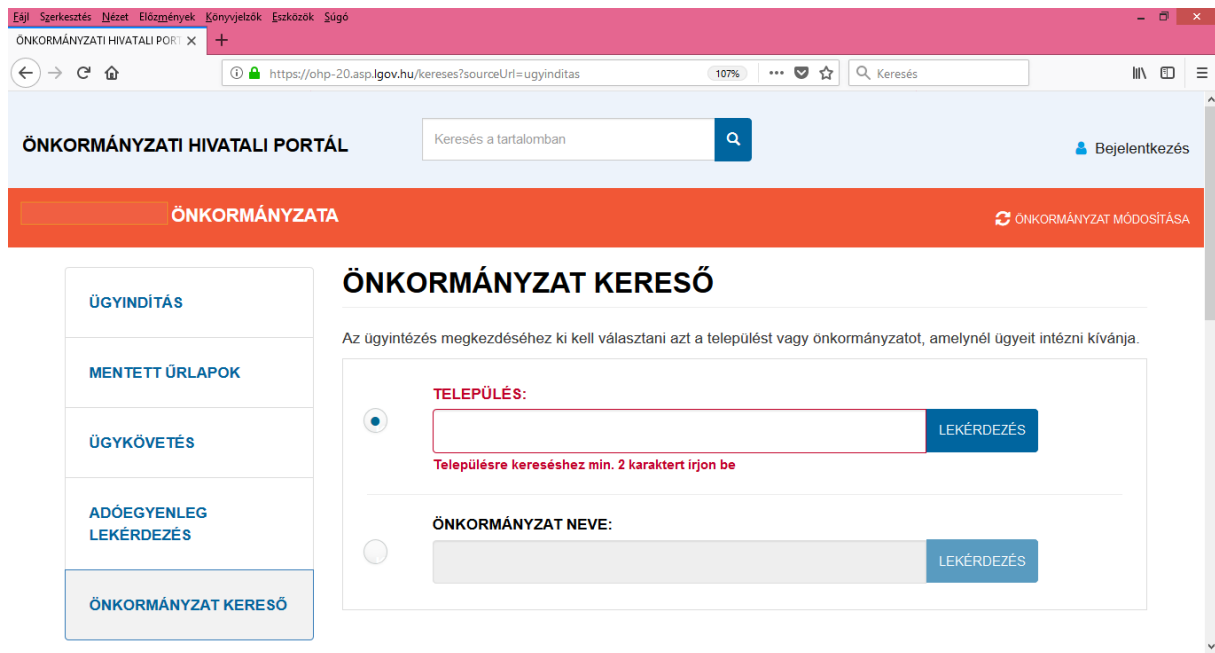 Fájl Szerkesztés Nézet Előzmények Könyvjelzők Eszközök Súgó
ÖNKORMÁNYZATI HIVATALI PORT
https://ohp-20.asp.lgov.hu/kereses?sourceUrl=ugyinditas
107%
Keresés
ÖNKORMÁNYZATI HIVATALI PORTÁL
Keresés a tartalomban
Bejelentkezés
ÖNKORMÁNYZATA
ÖNKORMÁNYZAT MÓDOSÍTÁSA
ÜGYINDÍTÁS
MENTETT ŰRLAPOK
ÜGYKÖVETÉS
ADÓEGYENLEG
LEKÉRDEZÉS
ÖNKORMÁNYZAT KERESŐ
ÖNKORMÁNYZAT KERESŐ
Az ügyintézés megkezdéséhez ki kell választani azt a települést vagy önkormányzatot, amelynél ügyeit intézni kívánja.
TELEPÜLÉS:
LEKÉRDEZÉS
Településre kereséshez min. 2 karaktert írjon be
ÖNKORMÁNYZAT NEVE:
LEKÉRDEZÉS